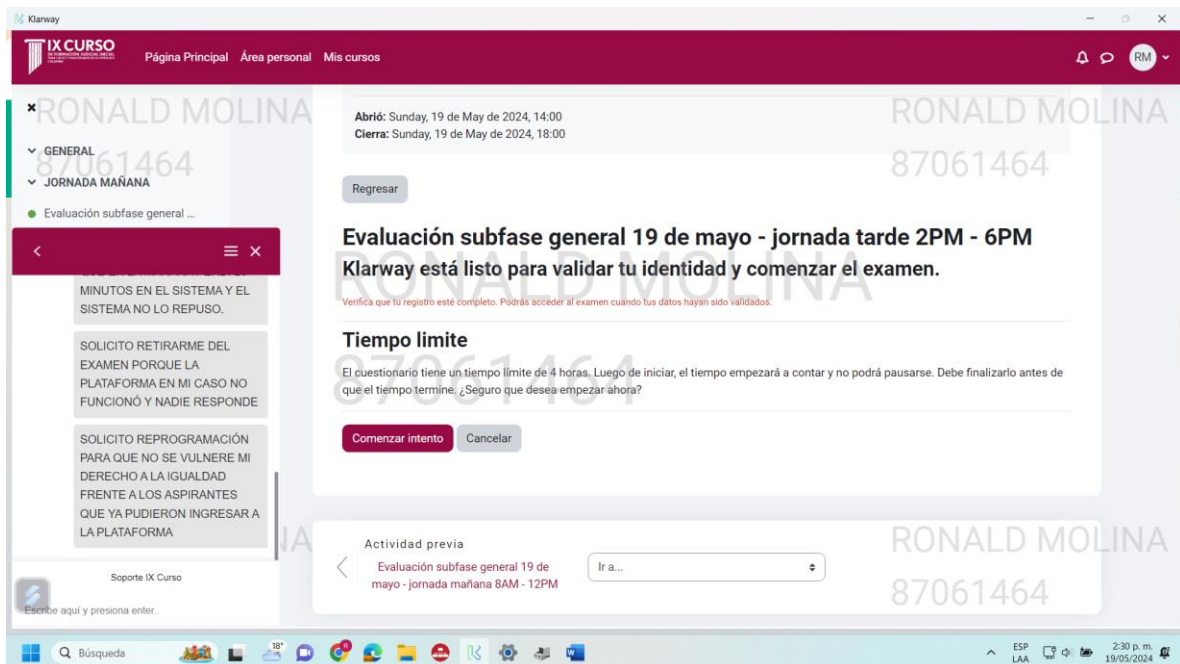 Klarway
IX CURSO
DE FORMACIÓN JUDICIAL INICIAL
Página Principal Área personal Mis cursos
RM
RONALD MOLINA
87061464
GENERAL
JORNADA MAÑANA
Evaluación subfase general ...
MINUTOS EN EL SISTEMA Y EL
SISTEMA NO LO REPUSO.
SOLICITO RETIRARME DEL
EXAMEN PORQUE LA
PLATAFORMA EN MI CASO NO
FUNCIONÓ Y NADIE RESPONDE
SOLICITO REPROGRAMACIÓN
PARA QUE NO SE VULNERE MI
DERECHO A LA IGUALDAD
FRENTE A LOS ASPIRANTES
QUE YA PUDIERON INGRESAR A
LA PLATAFORMA
Soporte IX Curso
Escribe aquí y presiona enter..
Abrió: Sunday, 19 de May de 2024, 14:00
Cierra: Sunday, 19 de May de 2024, 18:00
RONALD MOLINA
87061464
Regresar
Evaluación subfase general 19 de mayo - jornada tarde 2PM - 6PM
Klarway está listo para validar tu identidad y comenzar el examen.
RONALD MOLINA
Verifica que tu registro esté completo. Podrás acceder al examen cuando tus datos hayan sido validados.
Tiempo limite
87061464
El cuestionario tiene un tiempo límite de 4 horas. Luego de iniciar, el tiempo empezará a contar y no podrá pausarse. Debe finalizarlo antes de
que el tiempo termine. ¿Seguro que desea empezar ahora?
Comenzar intento Cancelar
NA
Actividad previa
Evaluación subfase general 19 de
mayo - jornada mañana 8AM - 12PM
Ir a...
RONALD MOLINA
87061464
Búsqueda
18°
ESP
LAA
2:30 p. m.
19/05/2024